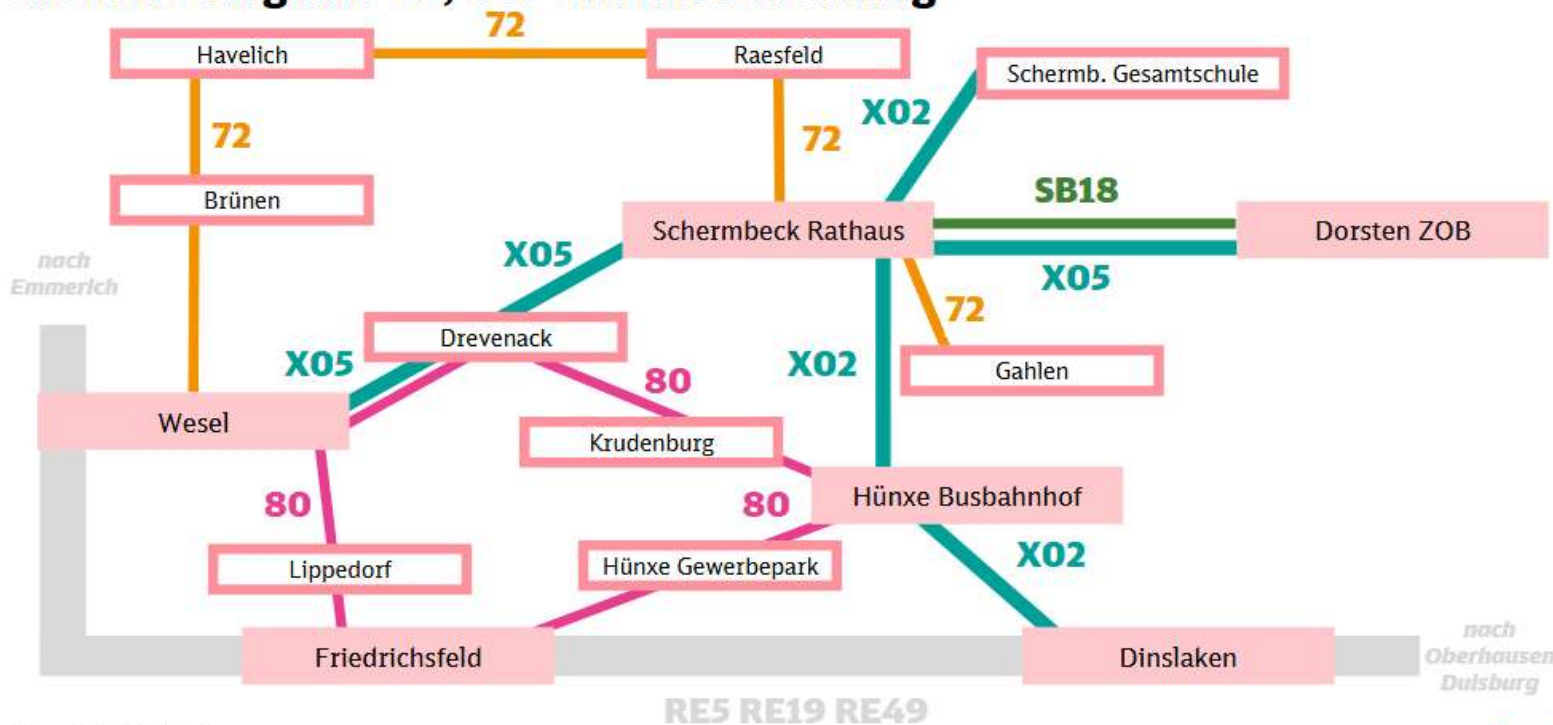 72
Havelich
Raesfeld
Schermb. Gesamtschule
X02
72
72
Brünen
SB18
Schermbeck Rathaus
Dorsten ZOB
X05
nach
Emmerich
X05
72
Drevenack
X05
X02
Gahlen
80
Wesel
Krudenburg
Hünxe Busbahnhof
80
80
X02
Lippedorf
Hünxe Gewerbepark
nach
Oberhausen
Duisburg
Friedrichsfeld
Dinslaken
RE5 RE19 RE49